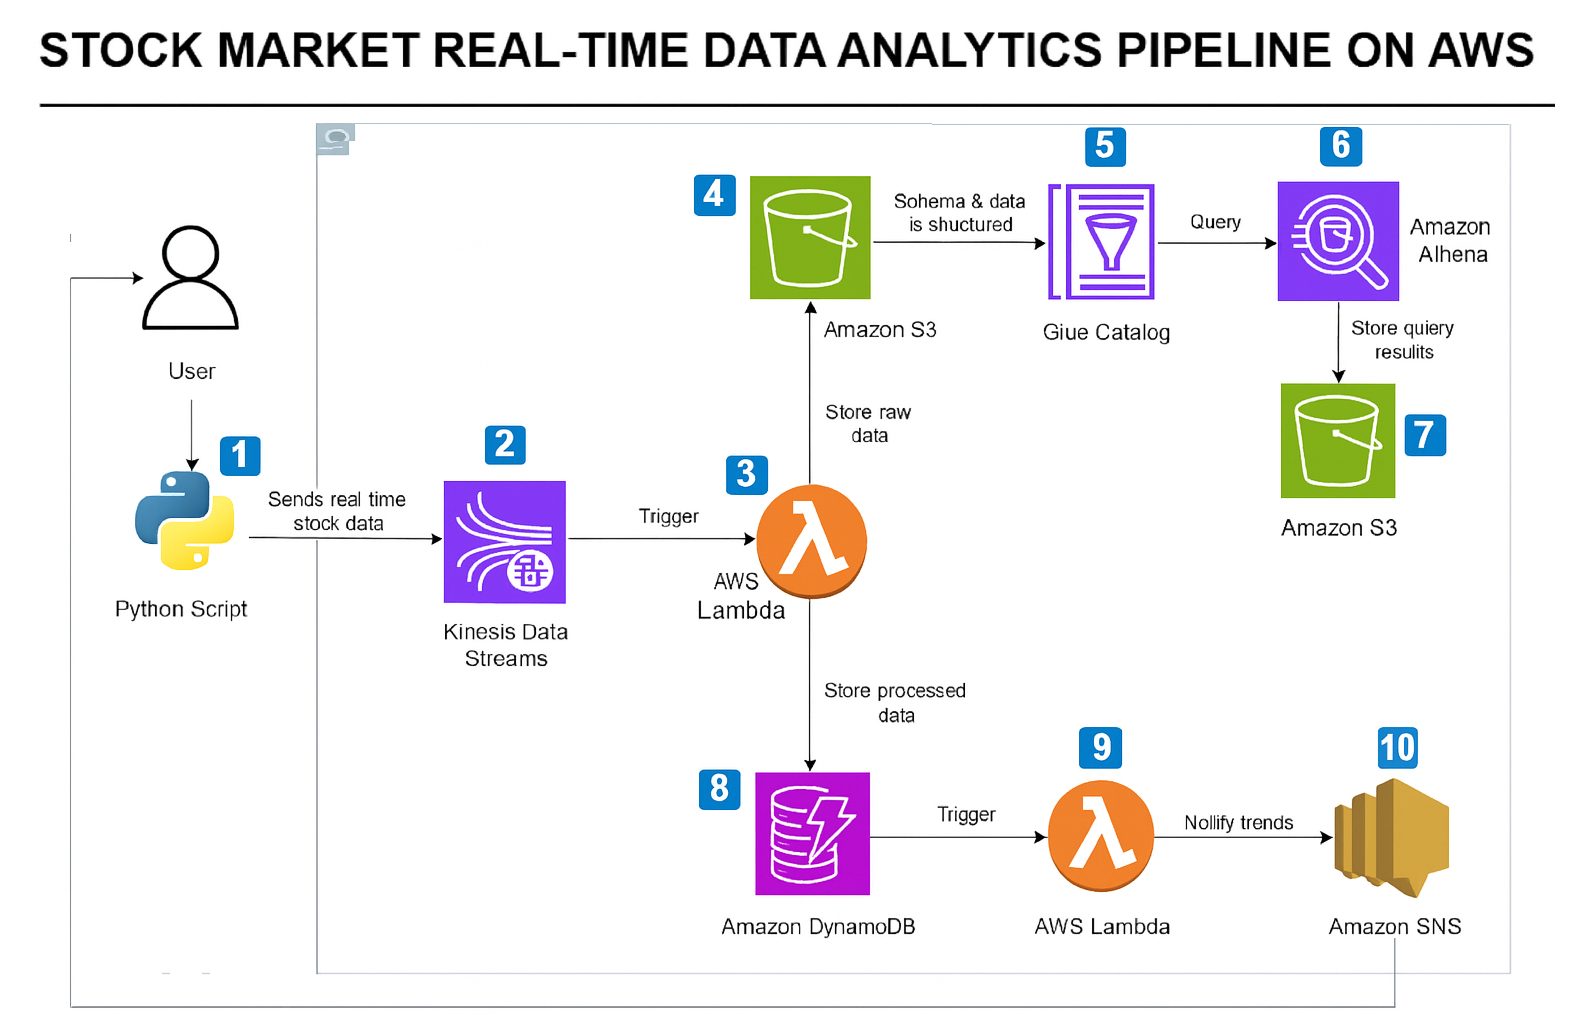 STOCK MARKET REAL-TIME DATA ANALYTICS PIPELINE ON AWS
User
1
Python Script
Sends real time
stock data
2
Kinesis Data
Streams
Trigger
3
AWS
Lambda
Store raw
data
4
Amazon S3
Sohema & data
is shuctured
5
Giue Catalog
Query
6
Amazon
Alhena
Store quiery
resulits
7
Amazon S3
Store processed
data
8
Amazon DynamoDB
Trigger
9
AWS Lambda
Nollify trends
10
Amazon SNS